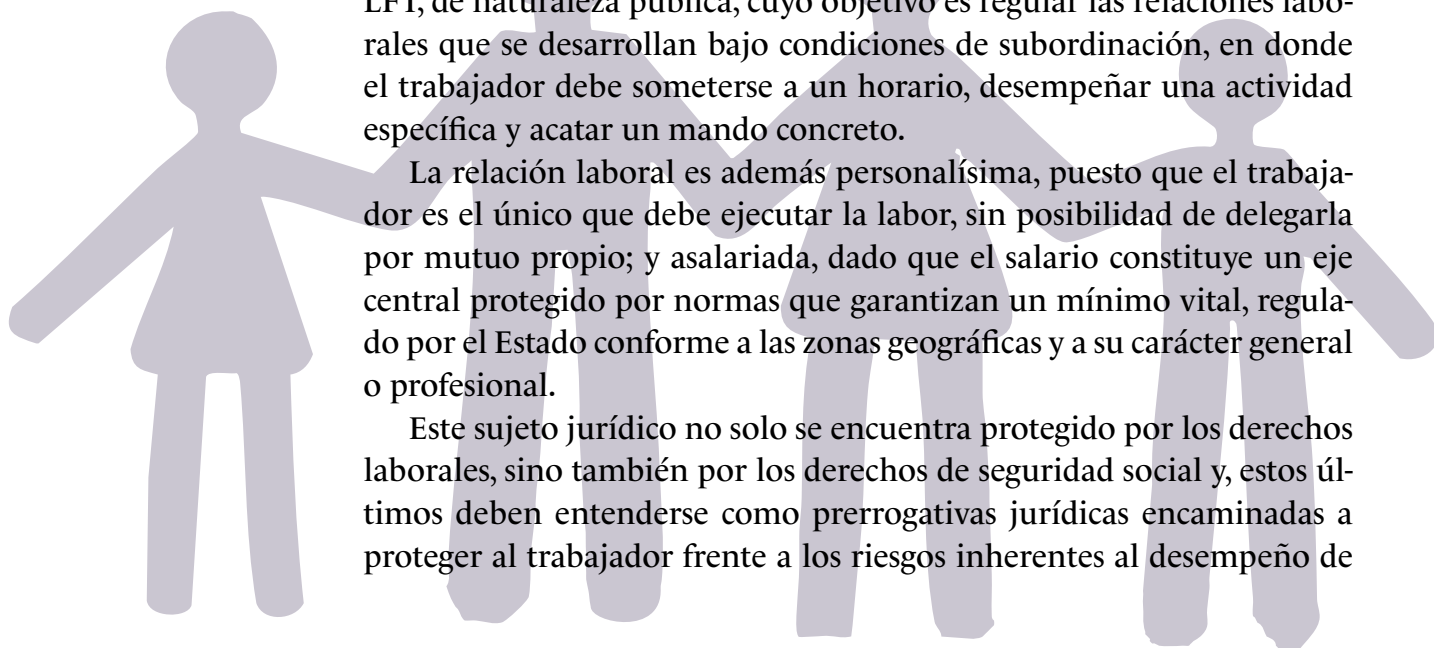 LFT, de naturaleza pública, cuyo objetivo es regular las relaciones labo-
rales que se desarrollan bajo condiciones de subordinación, en donde
el trabajador debe someterse a un horario, desempeñar una actividad
específica y acatar un mando concreto.
La relación laboral es además personalísima, puesto que el trabaja-
dor es el único que debe ejecutar la labor, sin posibilidad de delegarla
por mutuo propio; y asalariada, dado que el salario constituye un eje
central protegido por normas que garantizan un mínimo vital, regula-
do por el Estado conforme a las zonas geográficas y a su carácter general
o profesional.
Este sujeto jurídico no solo se encuentra protegido por los derechos
laborales, sino también por los derechos de seguridad social y, estos úl-
timos deben entenderse como prerrogativas jurídicas encaminadas a
proteger al trabajador frente a los riesgos inherentes al desempeño de